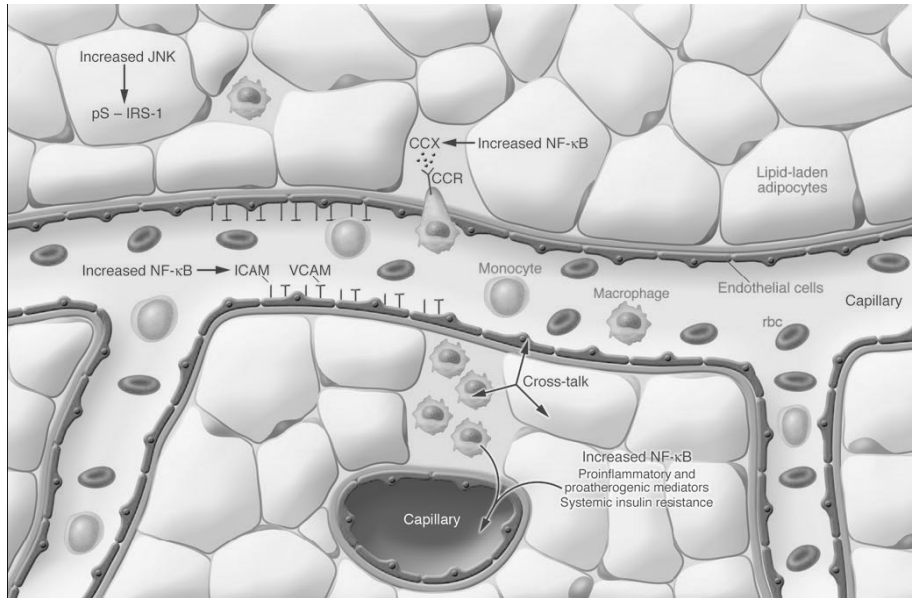 Increased JNK
pS – IRS-1
CCX
Increased NF-κB
CCR
Lipid-laden
adipocytes
Increased NF-κB
ICAM
VCAM
Monocyte
Endothelial cells
Macrophage
Capillary
rbc
Cross-talk
Increased NF-κB
Proinflammatory and
proatherogenic mediators
Systemic insulin resistance
Capillary